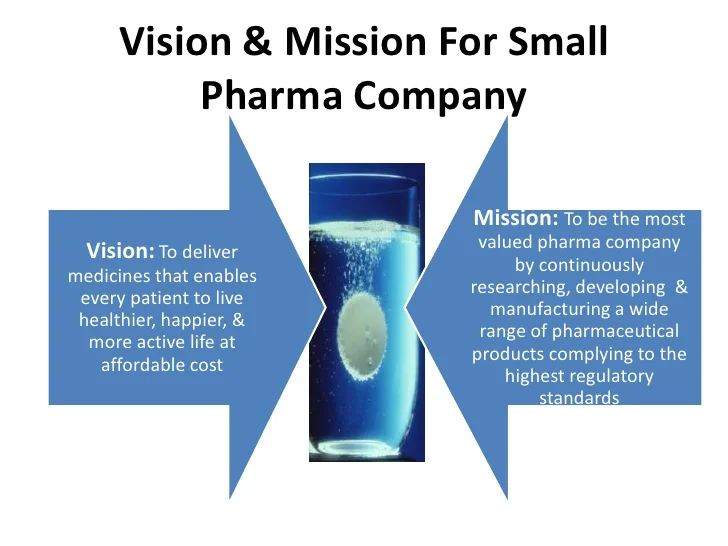 Vision & Mission For Small
Pharma Company
Vision: To deliver
medicines that enables
every patient to live
healthier, happier, &
more active life at
affordable cost
Mission: To be the most
valued pharma company
by continuously
researching, developing &
manufacturing a wide
range of pharmaceutical
products complying to the
highest regulatory
standards